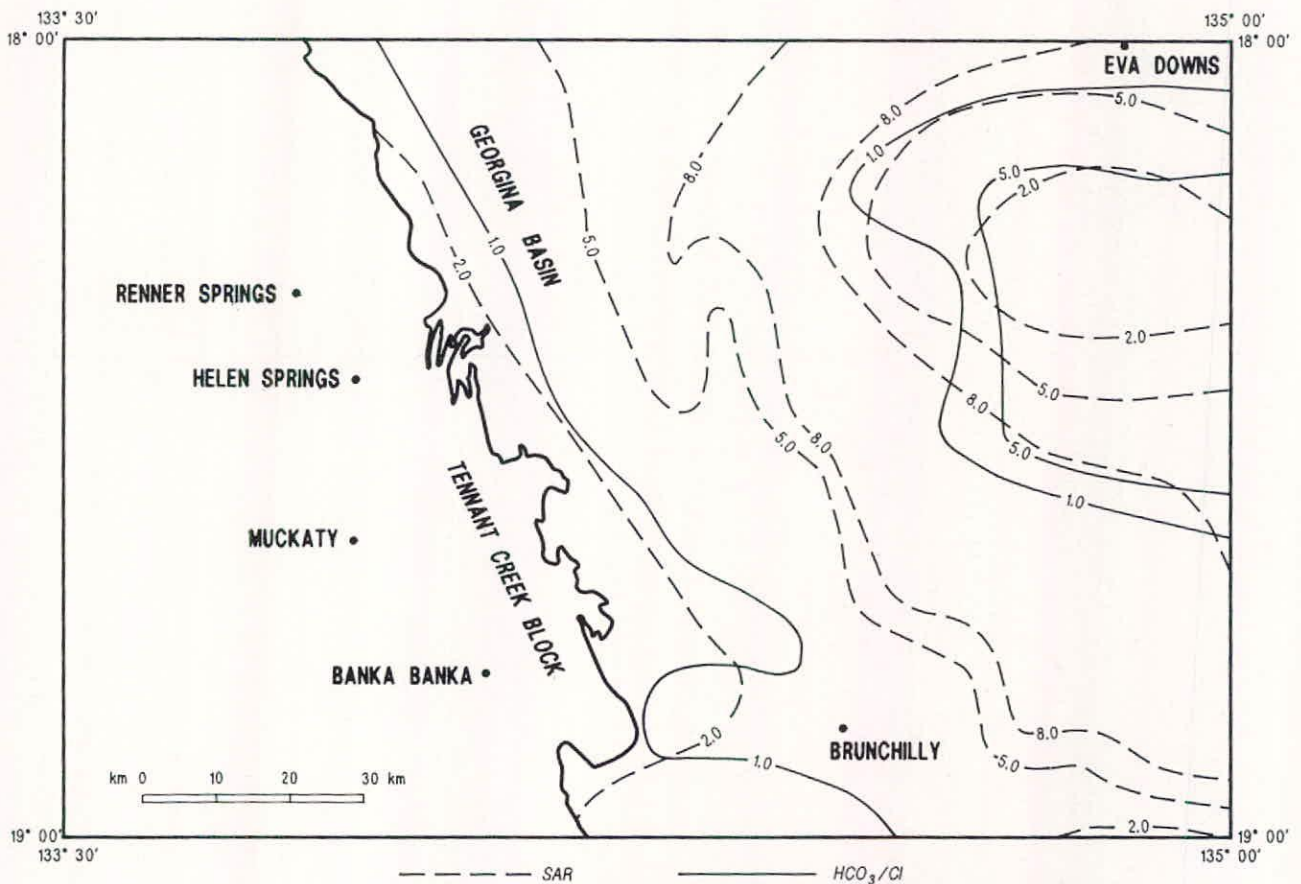 133° 30′
135° 00′
18° 00′
18° 00′
EVA DOWNS
5.0
8.0
1.0
8.0
GEORGINA BASIN
5.0
2.0
1.0
2.0
5.0
RENNER SPRINGS
2.0
HELEN SPRINGS
5.0
8.0
5.0
8.0
5.0
TENNANT CREEK BLOCK
1.0
MUCKATY
BANKA BANKA
2.0
8.0
BRUNCHILLY
5.0
1.0
km 0 10 20 30 km
2.0
19° 00′
19° 00′
133° 30′
135° 00′
SAR
HCO₃/Cl